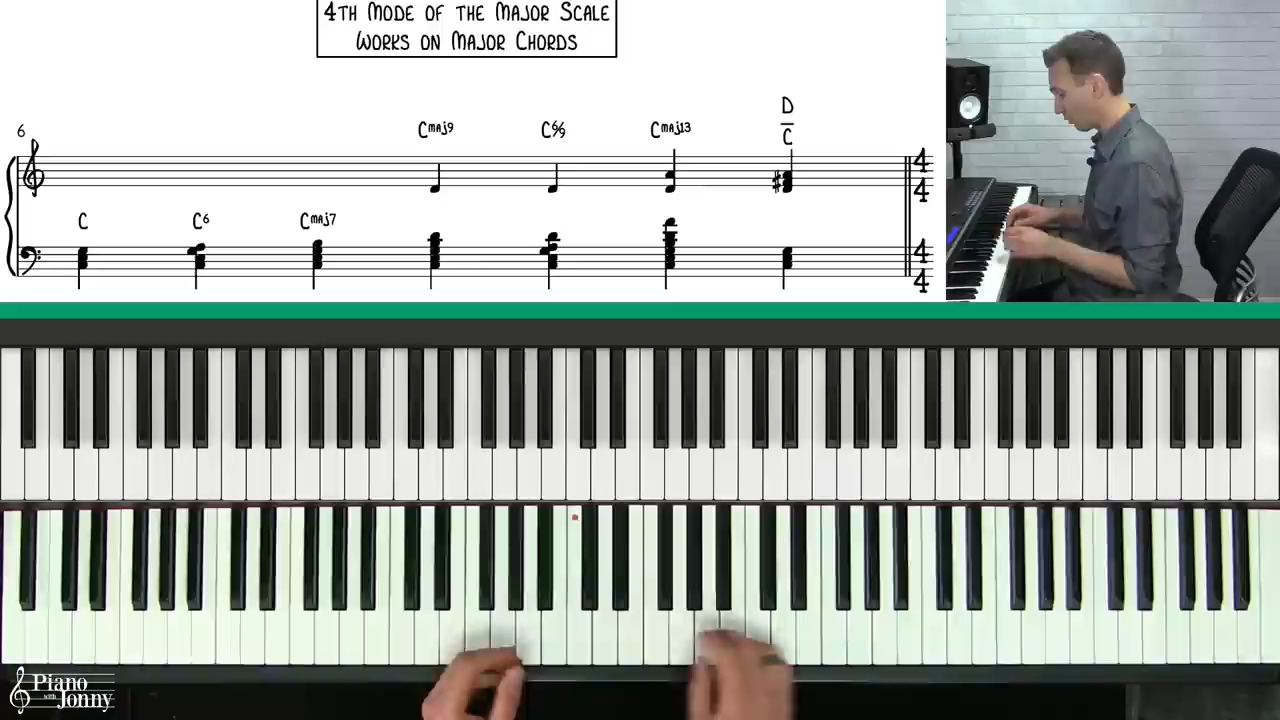 4th Mode of the Major Scale
Works on Major Chords
D
C
6
Cmaj9
C6/9
Cmaj13
4
4
C
C6
Cmaj7
4
4
Piano
with
Jonny